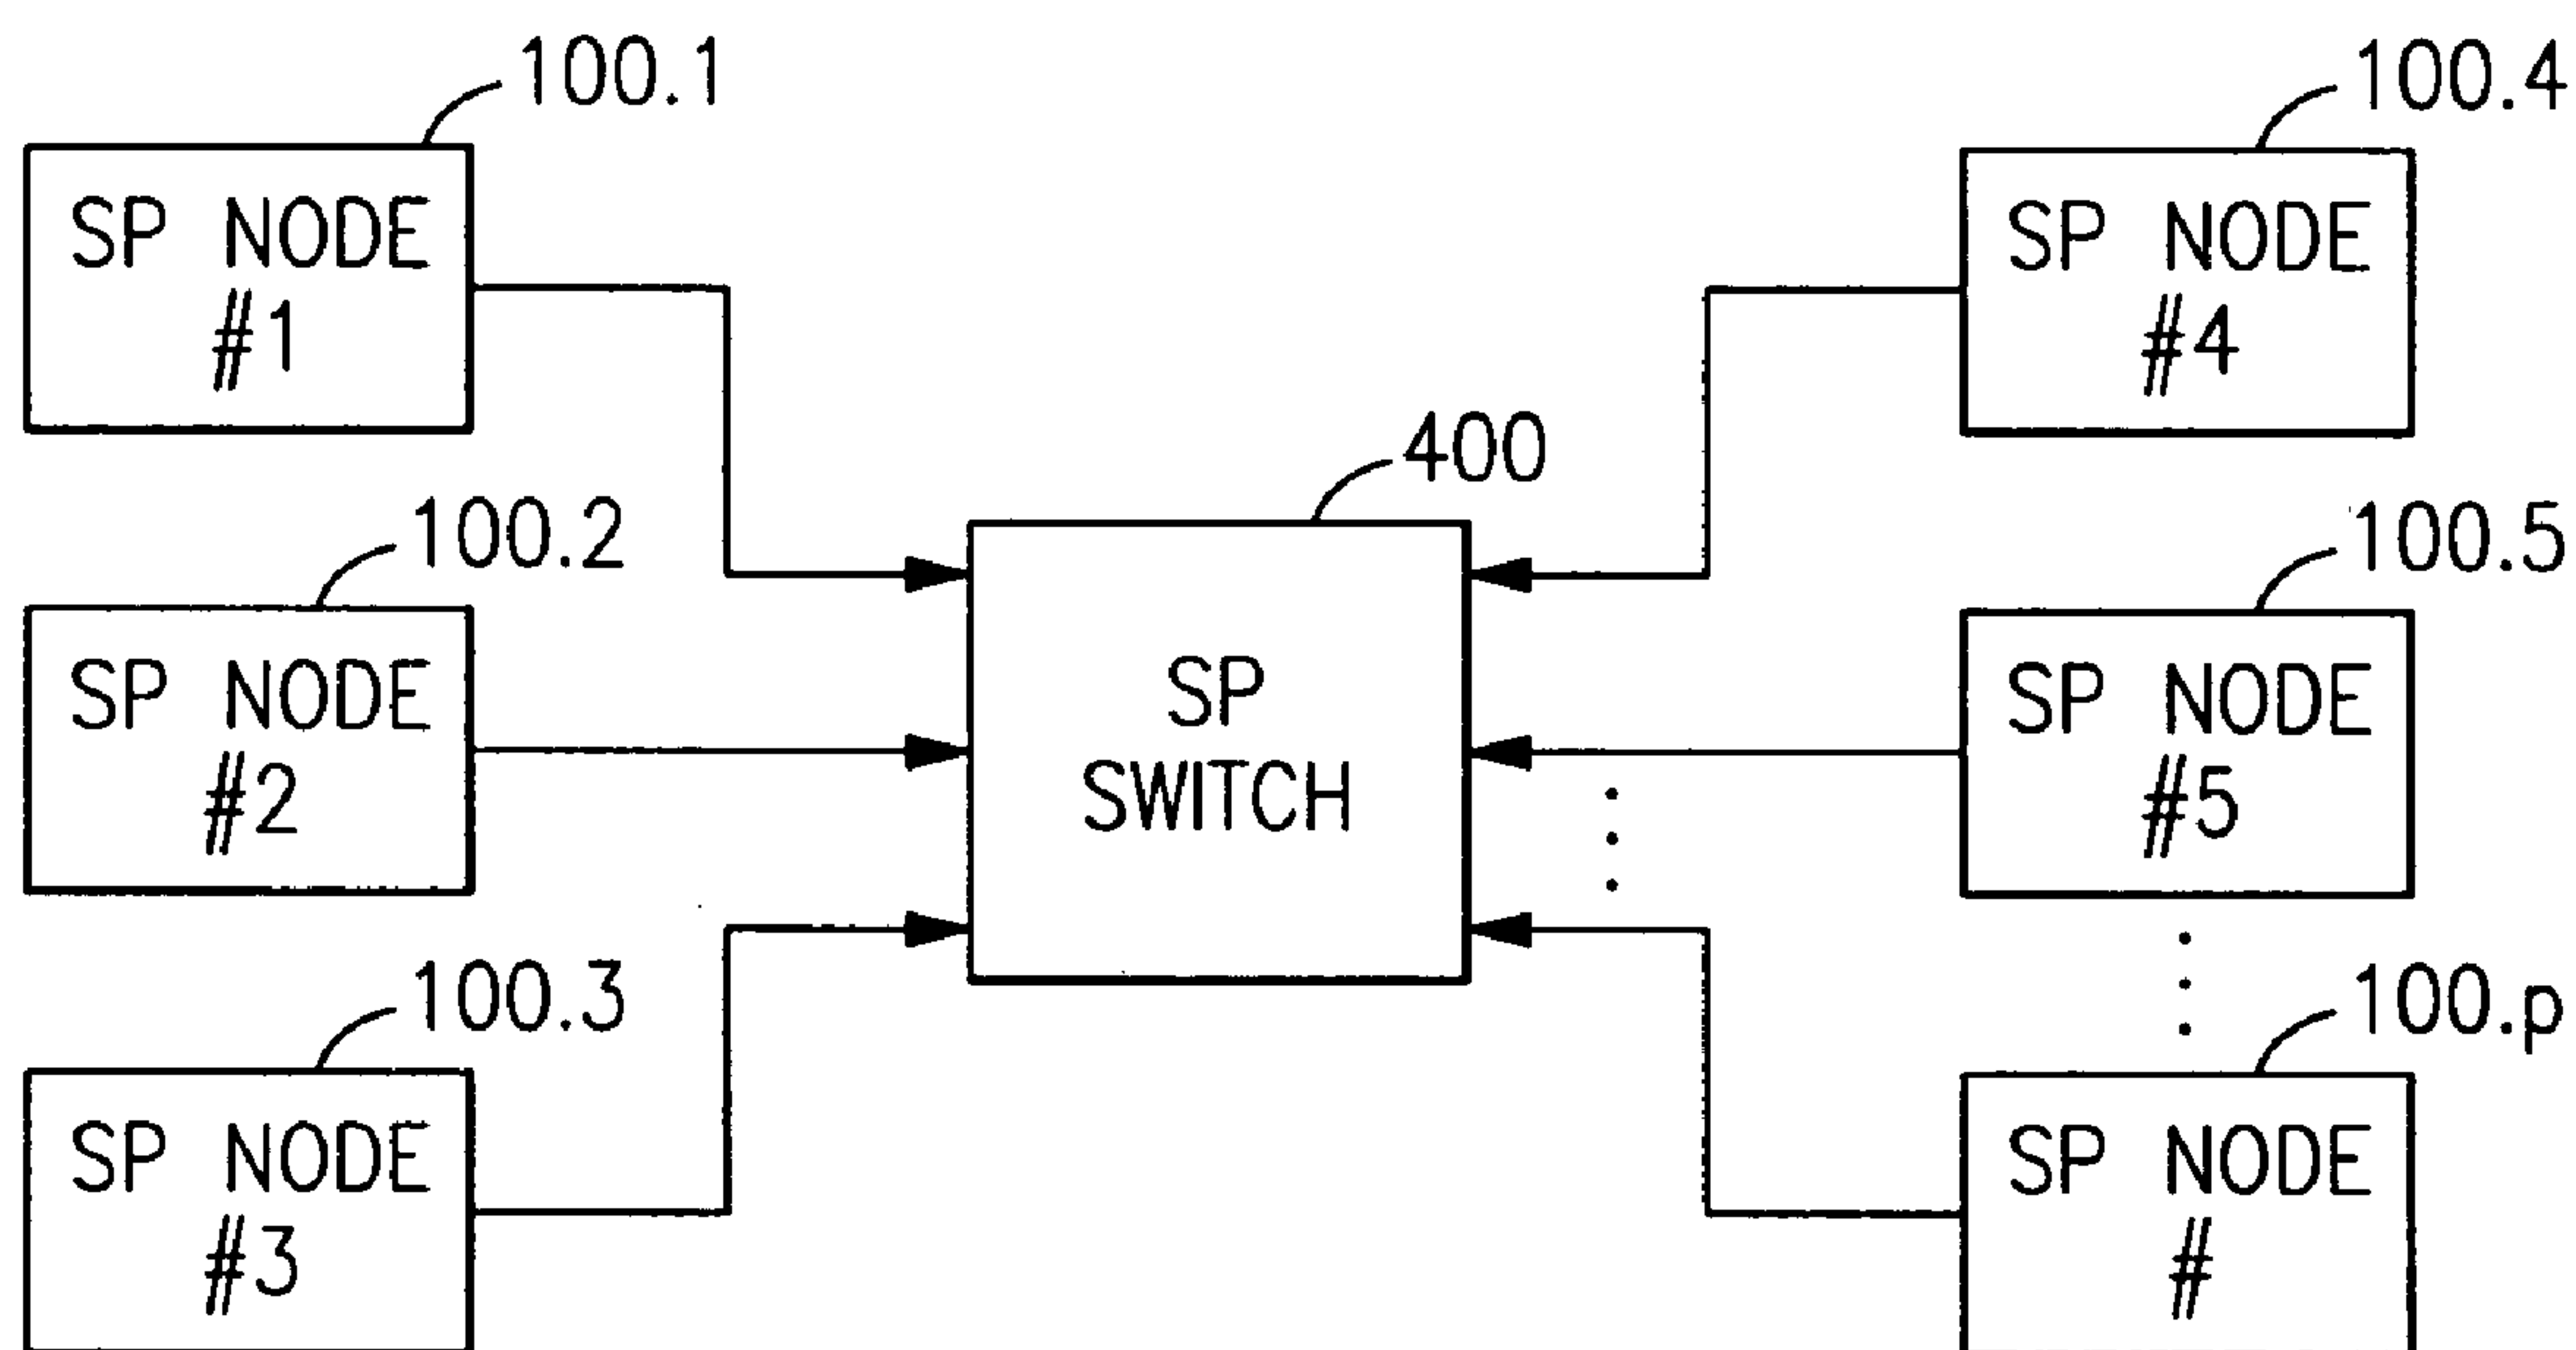 100.1
SP NODE
#1
100.2
SP NODE
#2
100.3
SP NODE
#3
400
SP
SWITCH
100.4
SP NODE
#4
100.5
SP NODE
#5
100.p
SP NODE
#